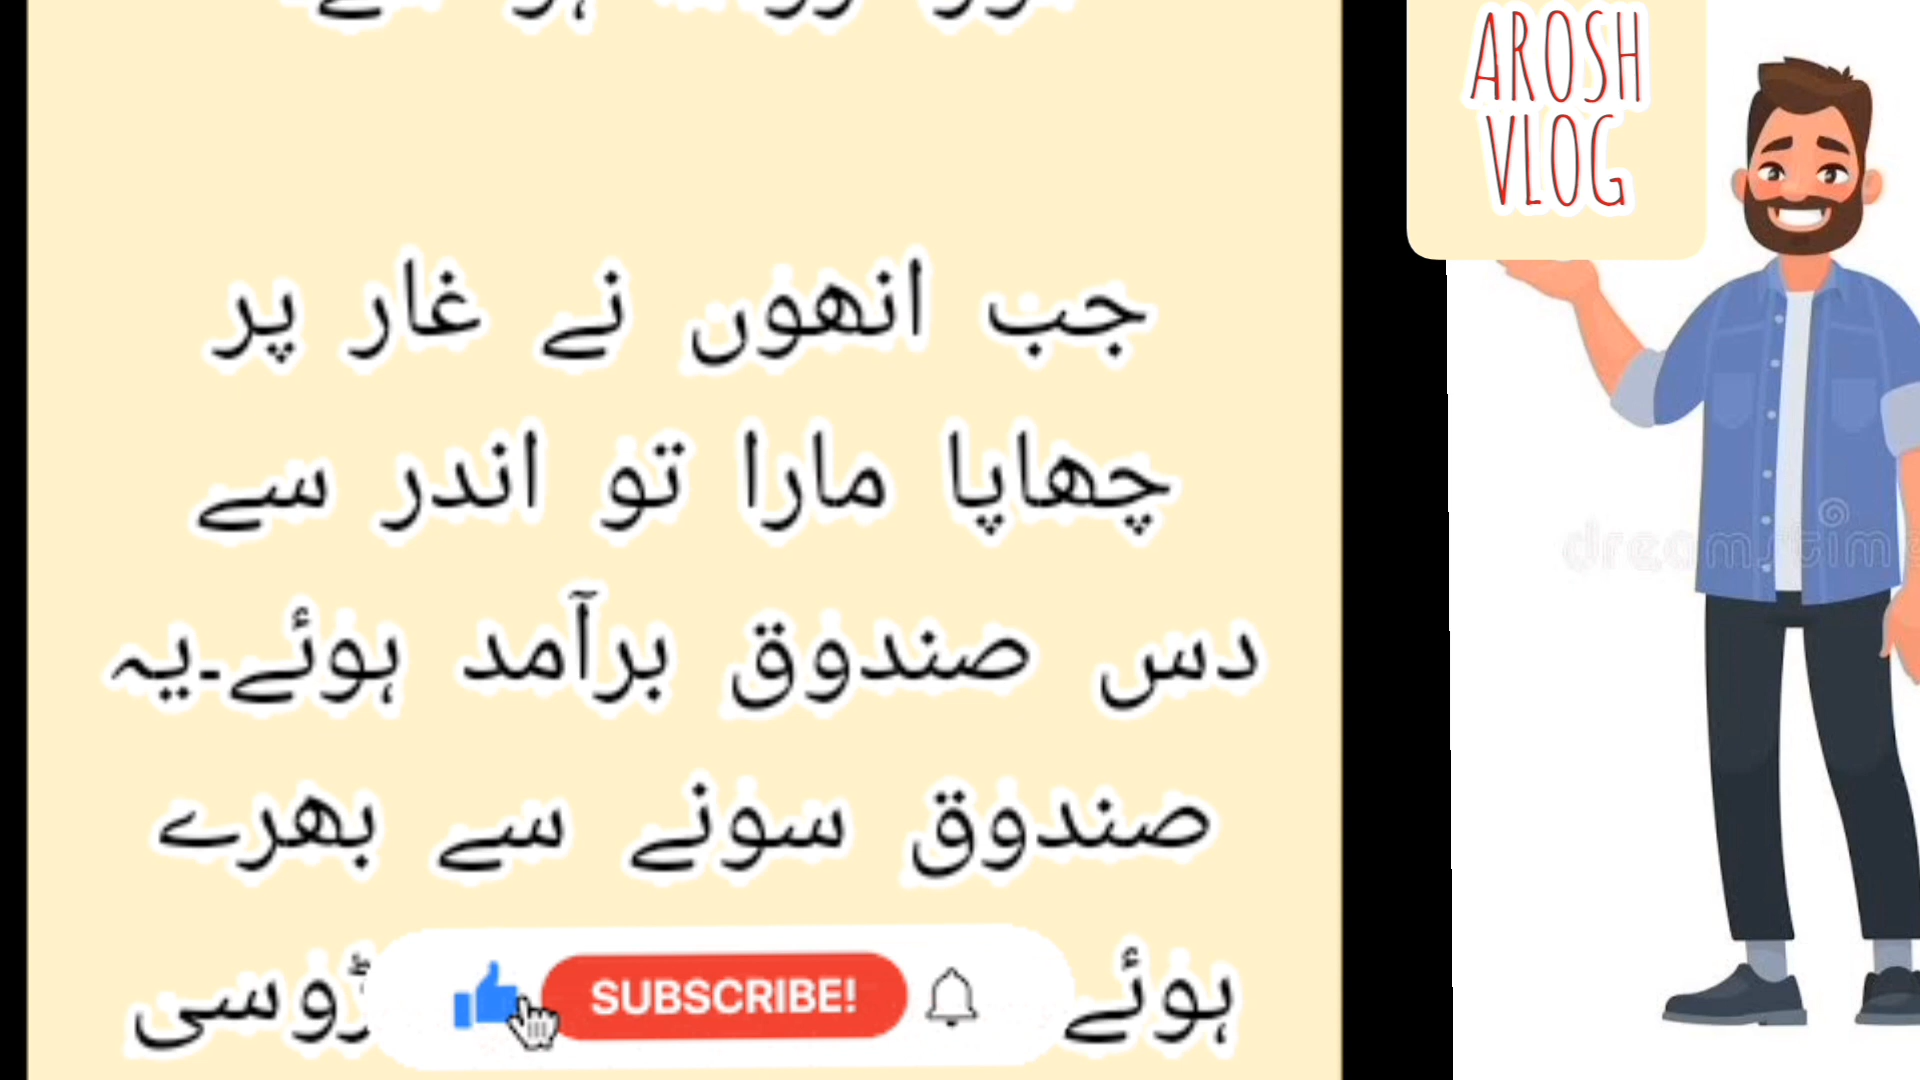 جب انھوں نے غار پر
چھاپا مارا تو اندر سے
دس صندوق برآمد ہوئے۔یہ
صندوق سونے سے بھرے
ہوئے
SUBSCRIBE!
AROSH
VLOG
dreamstime